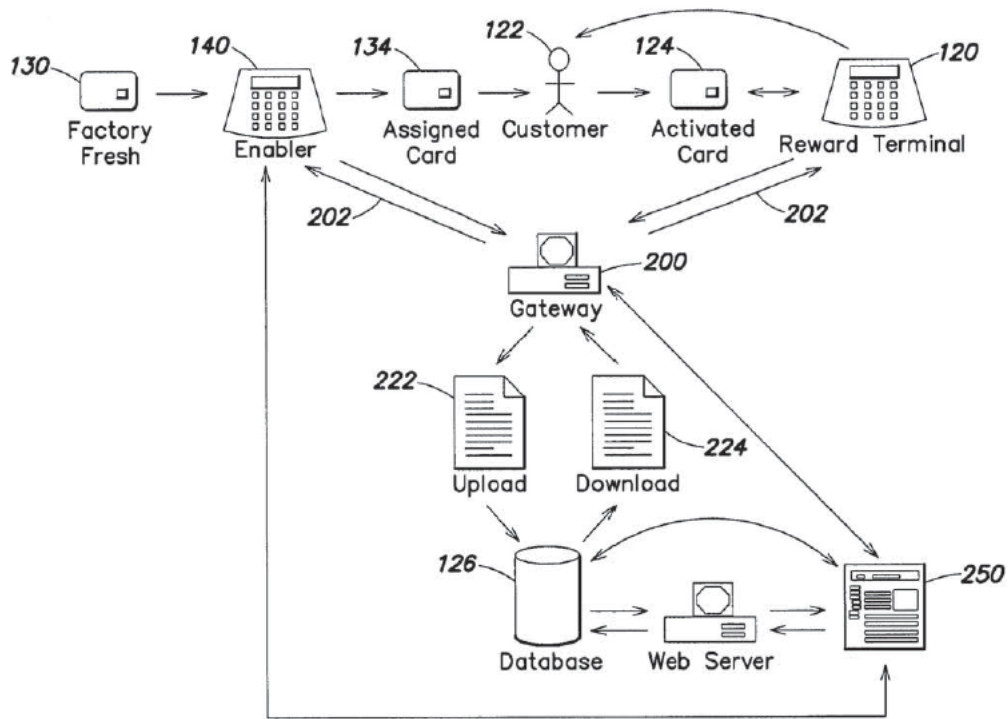 130
140
134
122
124
120
Factory
Fresh
Enabler
Assigned
Card
Customer
Activated
Card
Reward Terminal
202
202
200
Gateway
222
224
Upload
Download
126
250
Database
Web Server